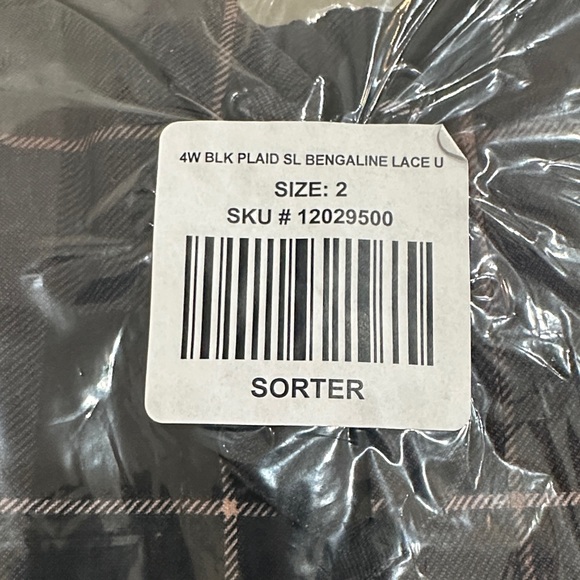 4W BLK PLAID SL BENGALINE LACE U
SIZE: 2
SKU # 12029500
SORTER